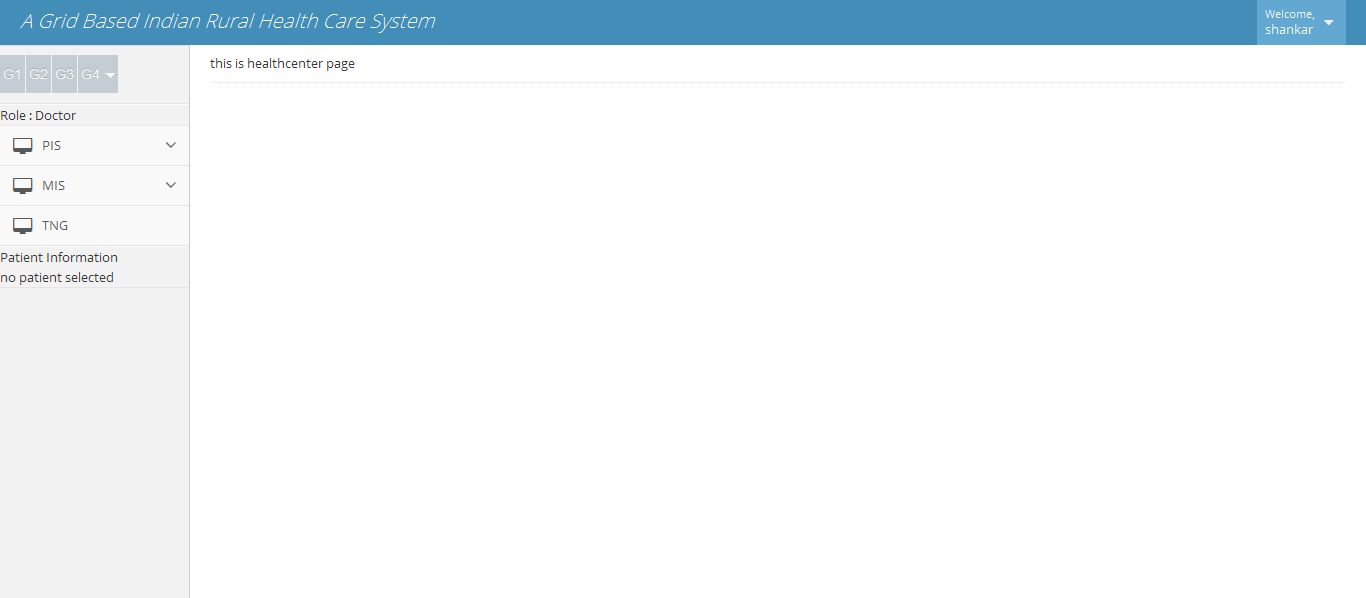 A Grid Based Indian Rural Health Care System
Welcome,
shankar
G1 G2 G3 G4
this is healthcenter page
Role : Doctor
PIS
MIS
TNG
Patient Information
no patient selected